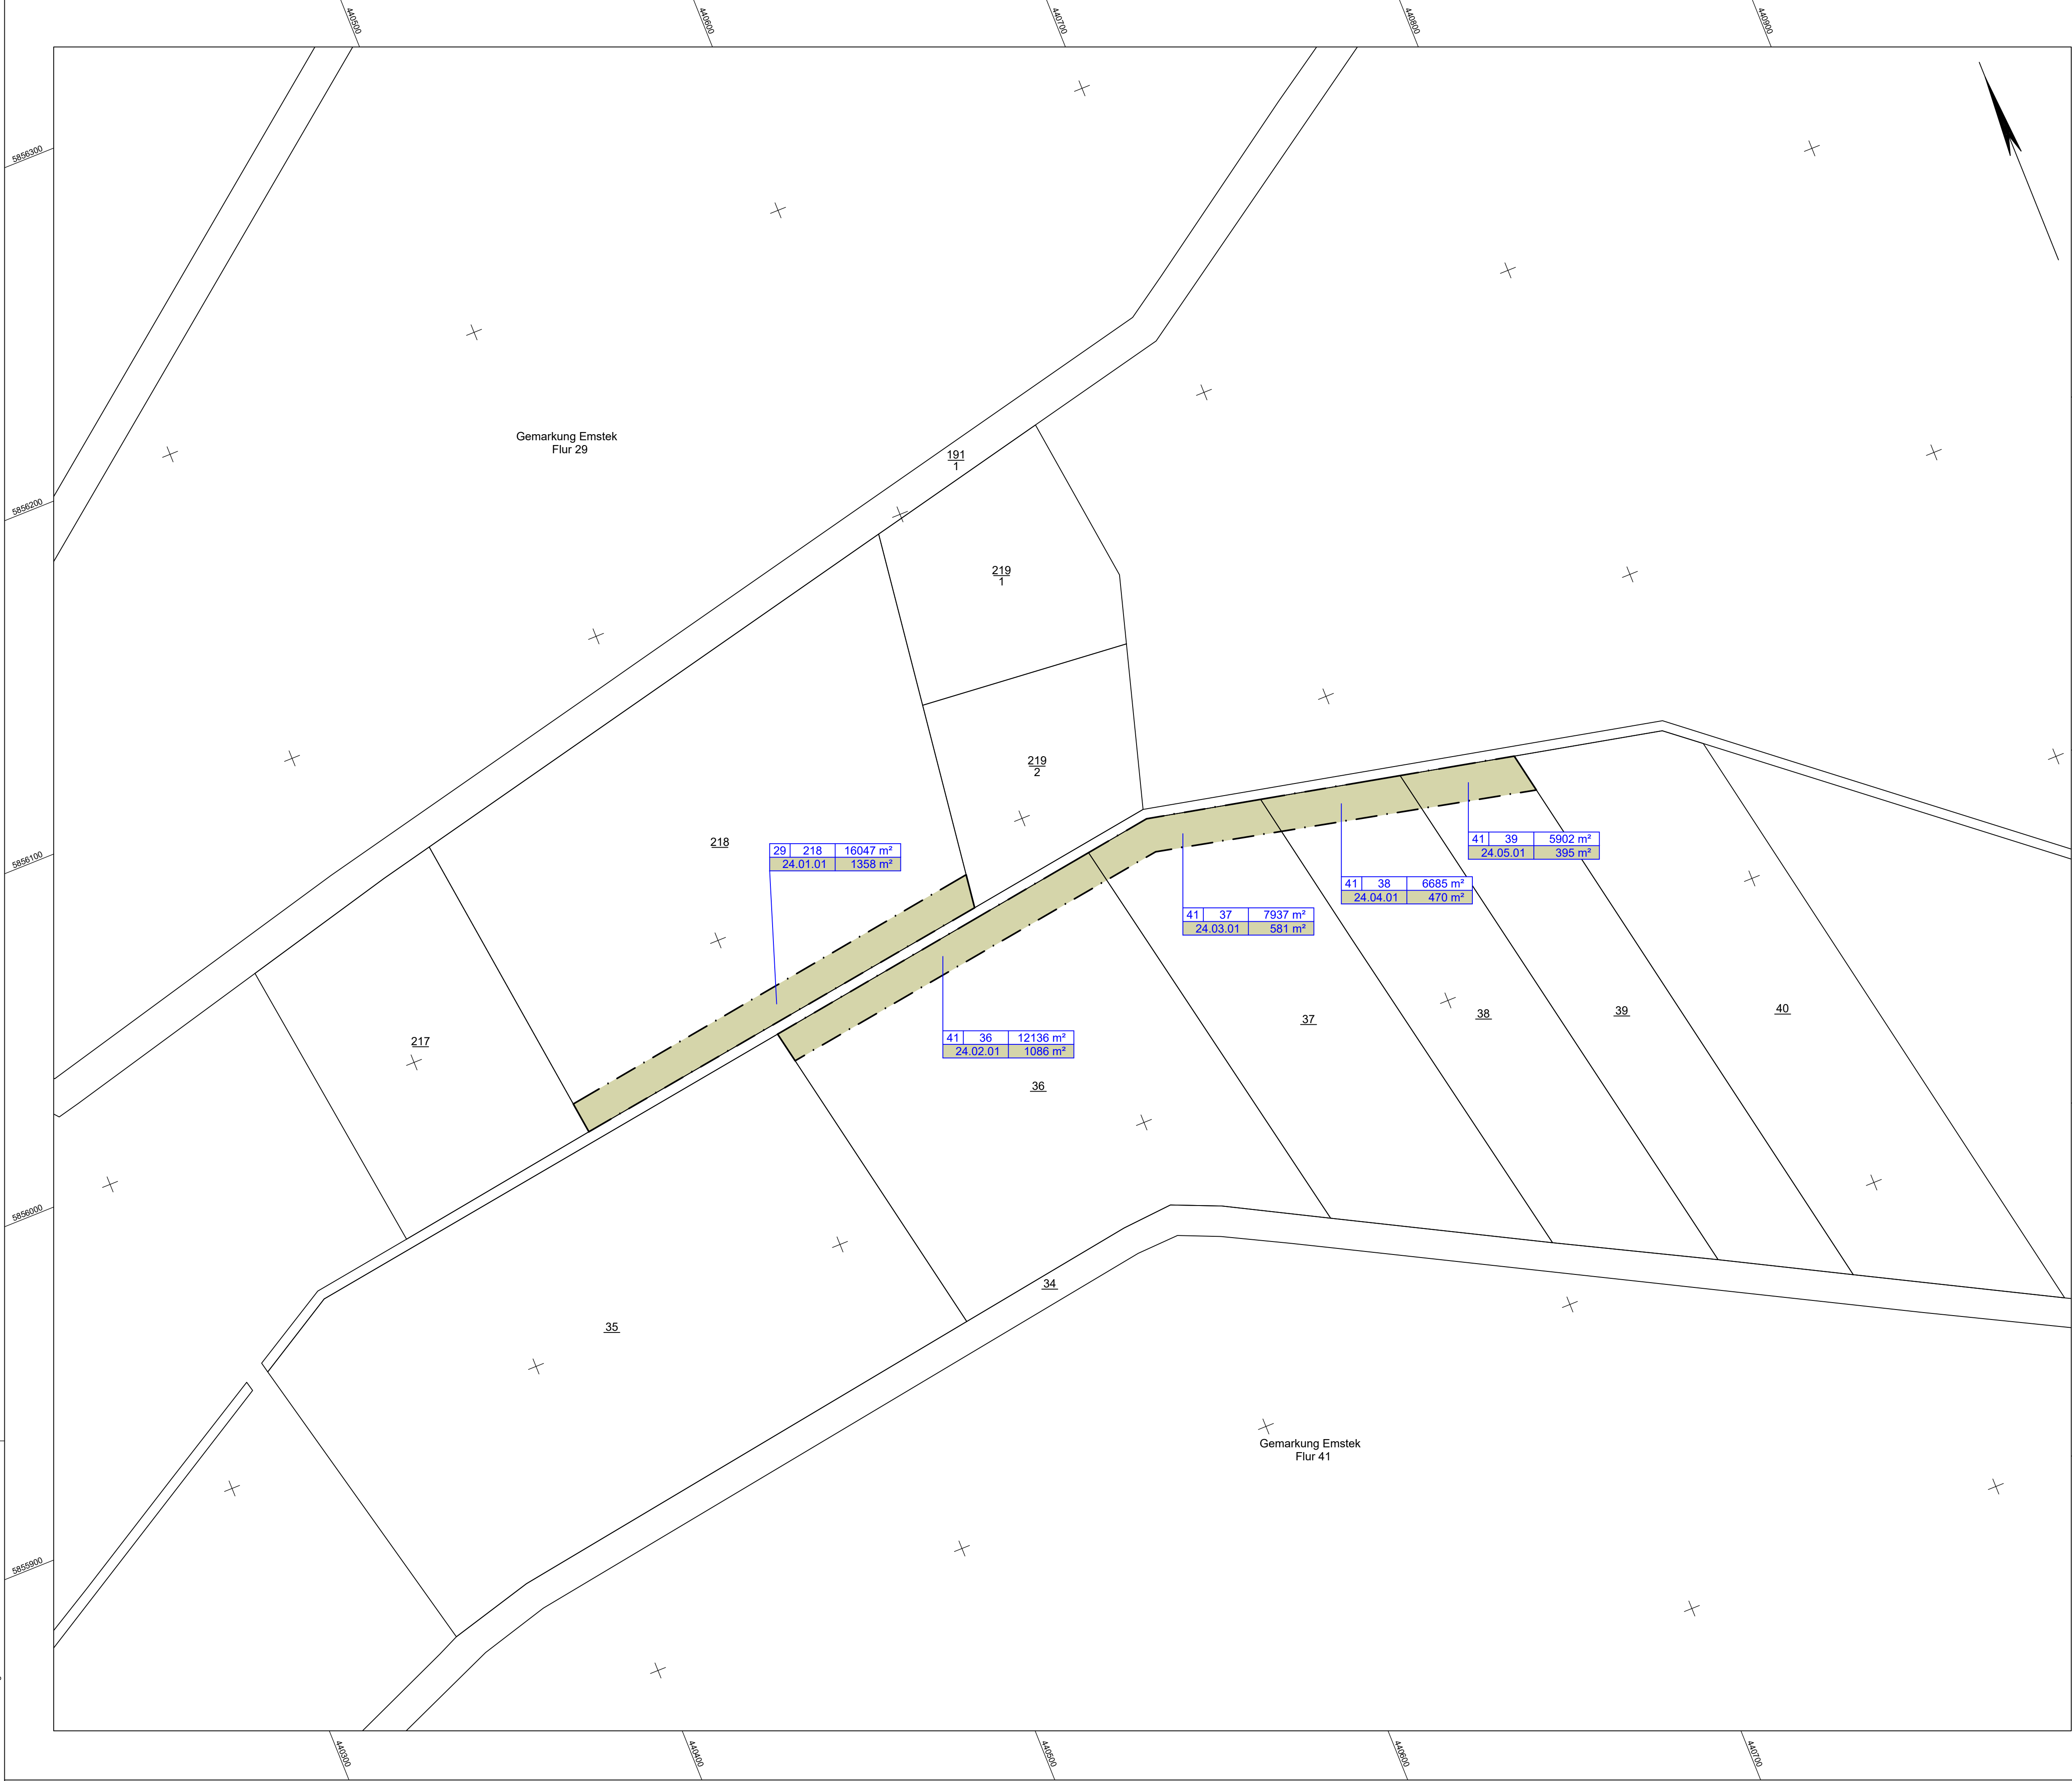 440500
440600
440700
440800
440900
5856300
Gemarkung Emstek
Flur 29
191
1
5856200
219
1
219
2
218
29 218 16047 m²
24.01.01 1358 m²
41 39 5902 m²
24.05.01 395 m²
5856100
41 38 6685 m²
24.04.01 470 m²
41 37 7937 m²
24.03.01 581 m²
217
41 36 12136 m²
24.02.01 1086 m²
37
38
39
40
36
5856000
34
35
Gemarkung Emstek
Flur 41
5855900
440300
440400
440500
440600
440700